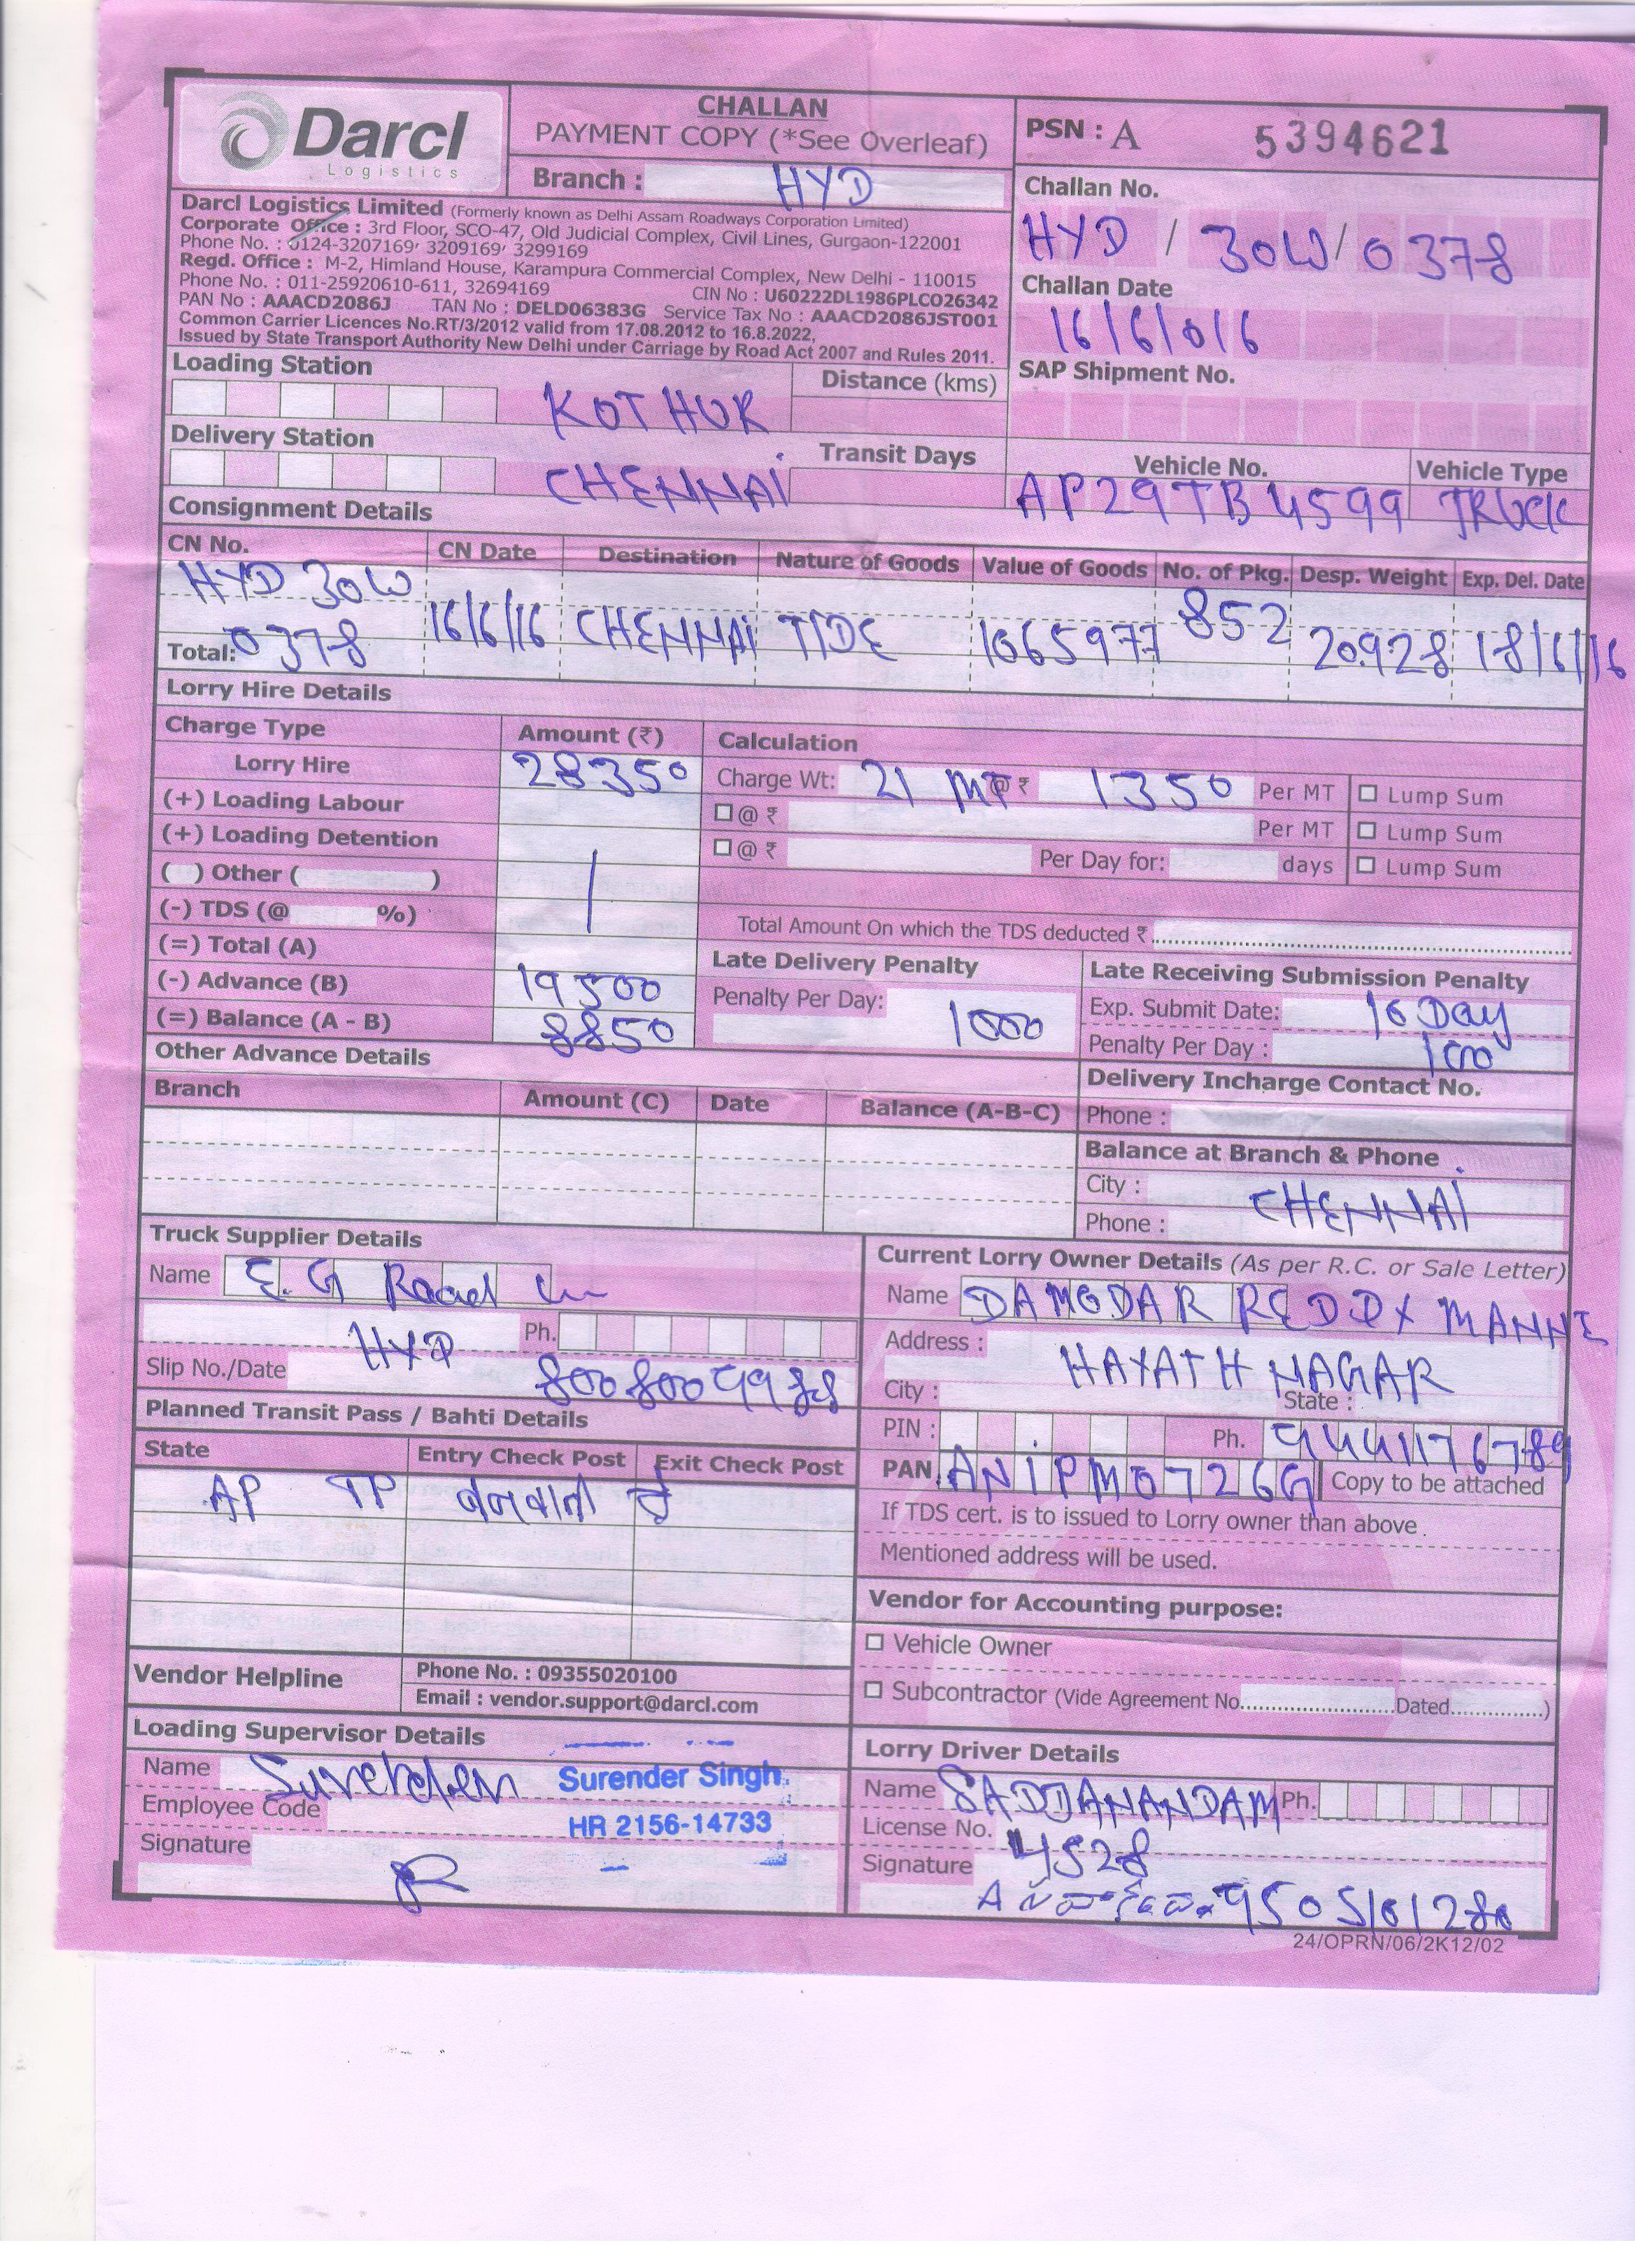 Darcl
Logistics
CHALLAN
PAYMENT COPY (*See Overleaf)
Branch : HYD
PSN : A 5394621
Darcl Logistics Limited (Formerly known as Delhi Assam Roadways Corporation Limited)
Corporate Office : 3rd Floor, SCO-47, Old Judicial Complex, Civil Lines, Gurgaon-122001
Phone No. : 0124-3207169, 3209169, 3299169
Regd. Office : M-2, Himland House, Karampura Commercial Complex, New Delhi - 110015
Phone No. : 011-25920610-611, 32694169 CIN No : U60222DL1986PLCO26342
PAN No : AAACD2086J TAN No : DELD06383G Service Tax No : AAACD2086JST001
Common Carrier Licences No.RT/3/2012 valid from 17.08.2012 to 16.8.2022,
Issued by State Transport Authority New Delhi under Carriage by Road Act 2007 and Rules 2011.
Challan No.
HYD / 30W/0378
Challan Date
16/6/016
SAP Shipment No.
Loading Station KOTHUR Distance (kms)
Delivery Station CHENNAi Transit Days
Vehicle No. Vehicle Type
AP29TB4599 TRUCK
Consignment Details
CN No. CN Date Destination Nature of Goods Value of Goods No. of Pkg. Desp. Weight Exp. Del. Date
HYD 30W
0378 16/6/16 CHENNAi TIDE 1065977 852 20.928 18/6/16
Total:
Lorry Hire Details
Charge Type Amount (₹) Calculation
Lorry Hire 28350 Charge Wt: 21 MT @ ₹ 1350 Per MT Lump Sum
(+) Loading Labour @ ₹ Per MT Lump Sum
(+) Loading Detention @ ₹ Per Day for: days Lump Sum
( ) Other ( )
(-) TDS (@ %) Total Amount On which the TDS deducted ₹
(=) Total (A)
Late Delivery Penalty Late Receiving Submission Penalty
(-) Advance (B) 19500 Penalty Per Day: 1000 Exp. Submit Date: 10 Day
(=) Balance (A - B) 8850 Penalty Per Day : 100
Other Advance Details Delivery Incharge Contact No.
Branch Amount (C) Date Balance (A-B-C) Phone :
Balance at Branch & Phone
City : CHENNAi
Phone :
Truck Supplier Details
Name E. G Road
HYD Ph.
Slip No./Date 8008009988
Current Lorry Owner Details (As per R.C. or Sale Letter)
Name DAMODAR REDDY MANNE
Address : HAYATH NAGAR
City : State :
PIN : Ph. 9441176789
PAN ANiPM0726G Copy to be attached
If TDS cert. is to issued to Lorry owner than above
Mentioned address will be used.
Planned Transit Pass / Bahti Details
State Entry Check Post Exit Check Post
AP TP बनवाना है
Vendor for Accounting purpose:
Vehicle Owner
Subcontractor (Vide Agreement No. Dated )
Vendor Helpline Phone No. : 09355020100
Email : vendor.support@darcl.com
Loading Supervisor Details
Name Surender Surender Singh
Employee Code HR 2156-14733
Signature
Lorry Driver Details
Name SADDANANDAM Ph.
License No. 4528
Signature
9505101280
24/OPRN/06/2K12/02